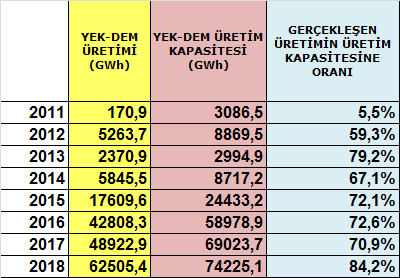 YEK-DEM ÜRETİMİ (GWh) YEK-DEM ÜRETİM KAPASİTESİ (GWh) GERÇEKLEŞEN ÜRETİMİN ÜRETİM KAPASİTESİNE ORANI
2011 170,9 3086,5 5,5%
2012 5263,7 8869,5 59,3%
2013 2370,9 2994,9 79,2%
2014 5845,5 8717,2 67,1%
2015 17609,6 24433,2 72,1%
2016 42808,3 58978,9 72,6%
2017 48922,9 69023,7 70,9%
2018 62505,4 74225,1 84,2%